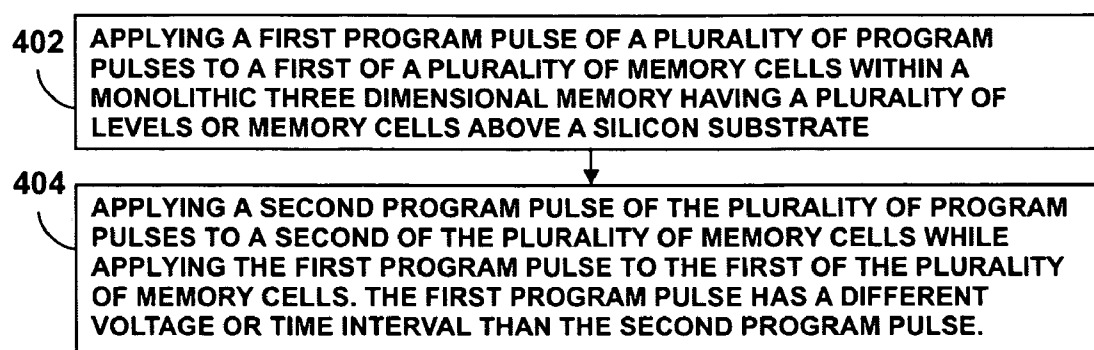 402
APPLYING A FIRST PROGRAM PULSE OF A PLURALITY OF PROGRAM
PULSES TO A FIRST OF A PLURALITY OF MEMORY CELLS WITHIN A
MONOLITHIC THREE DIMENSIONAL MEMORY HAVING A PLURALITY OF
LEVELS OR MEMORY CELLS ABOVE A SILICON SUBSTRATE
404
APPLYING A SECOND PROGRAM PULSE OF THE PLURALITY OF PROGRAM
PULSES TO A SECOND OF THE PLURALITY OF MEMORY CELLS WHILE
APPLYING THE FIRST PROGRAM PULSE TO THE FIRST OF THE PLURALITY
OF MEMORY CELLS. THE FIRST PROGRAM PULSE HAS A DIFFERENT
VOLTAGE OR TIME INTERVAL THAN THE SECOND PROGRAM PULSE.